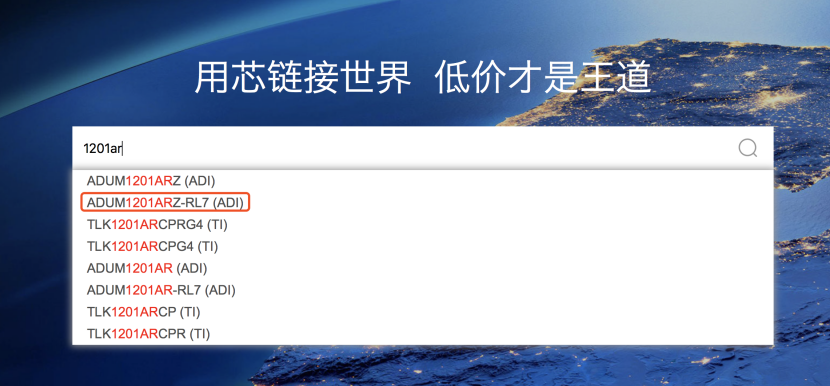 用芯链接世界 低价才是王道
1201ar
ADUM1201ARZ (ADI)
ADUM1201ARZ-RL7 (ADI)
TLK1201ARCPRG4 (TI)
TLK1201ARCPG4 (TI)
ADUM1201AR (ADI)
ADUM1201AR-RL7 (ADI)
TLK1201ARCP (TI)
TLK1201ARCPR (TI)